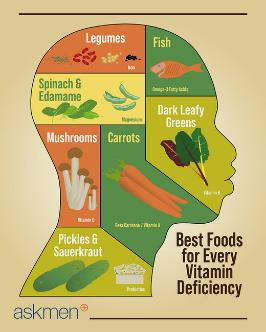 Legumes
Iron
Fish
Omega-3 Fatty Acids
Spinach &
Edamame
Magnesium
Dark Leafy
Greens
Vitamin E
Mushrooms
Vitamin D
Carrots
Beta Carotene / Vitamin A
Pickles &
Sauerkraut
Probiotics
Best Foods
for Every
Vitamin
Deficiency
askmen